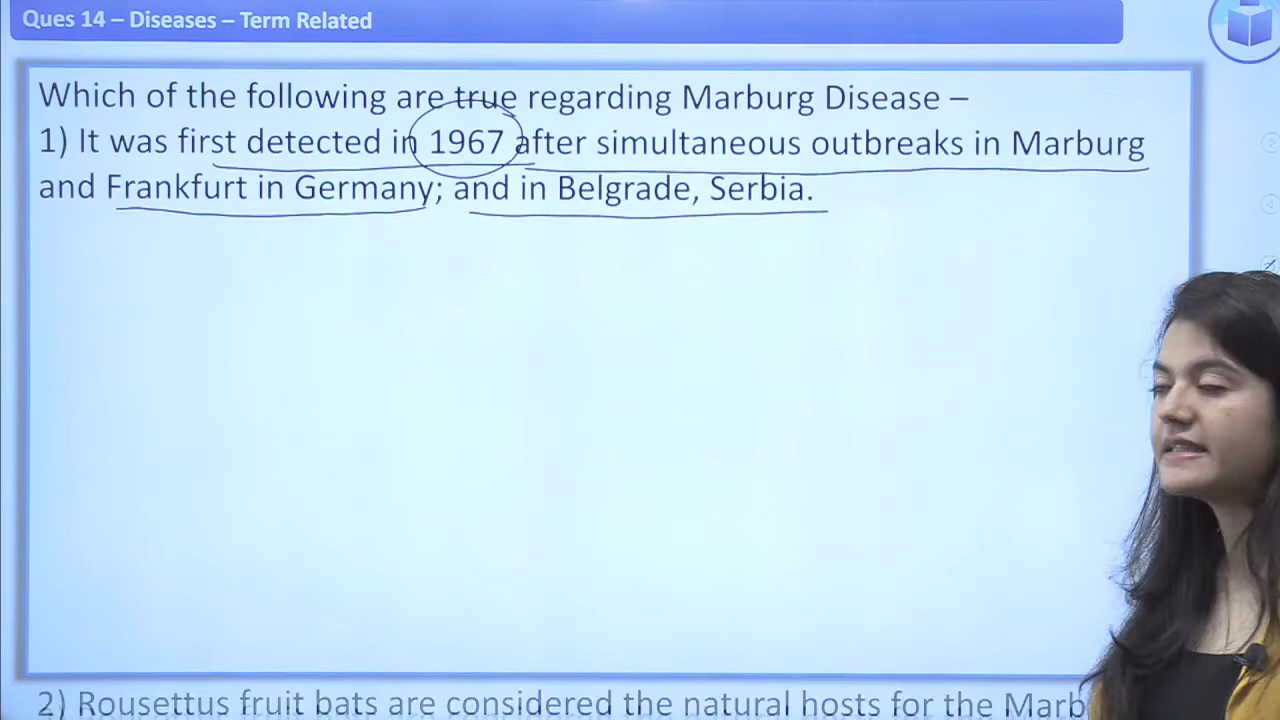 Ques 14 – Diseases – Term Related
Which of the following are true regarding Marburg Disease –
1) It was first detected in 1967 after simultaneous outbreaks in Marburg
and Frankfurt in Germany; and in Belgrade, Serbia.
2) Rousettus fruit bats are considered the natural hosts for the Marb